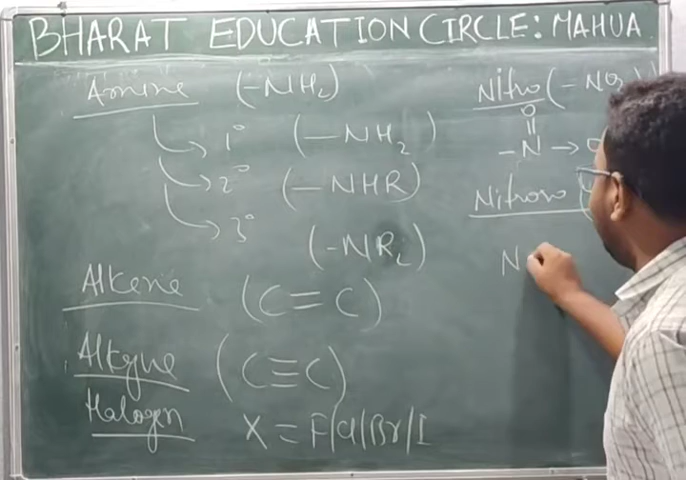 BHARAT EDUCATION CIRCLE: MAHUA
Amine (-NH₂)
1° (-NH₂)
2° (-NHR)
3° (-NR₂)
Alkene (C=C)
Alkyne (C≡C)
Halogen X = F/Cl/Br/I
Nitro (-NO₂)
O
||
-N → O
Nitroso (
N